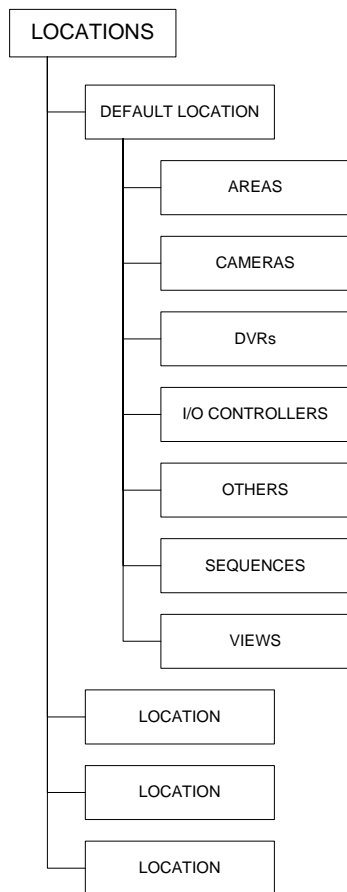 LOCATIONS
DEFAULT LOCATION
AREAS
CAMERAS
DVRs
I/O CONTROLLERS
OTHERS
SEQUENCES
VIEWS
LOCATION
LOCATION
LOCATION